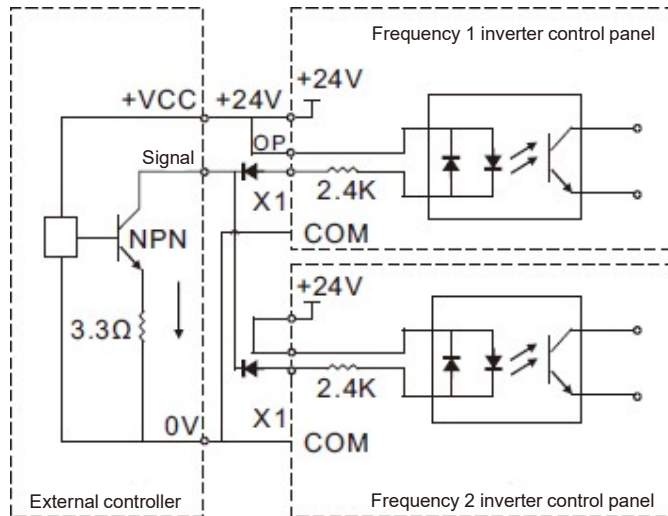 Frequency 1 inverter control panel
+24V
+VCC
+24V
OP
Signal
X1
2.4K
NPN
COM
+24V
3.3Ω
2.4K
X1
0V
COM
External controller
Frequency 2 inverter control panel